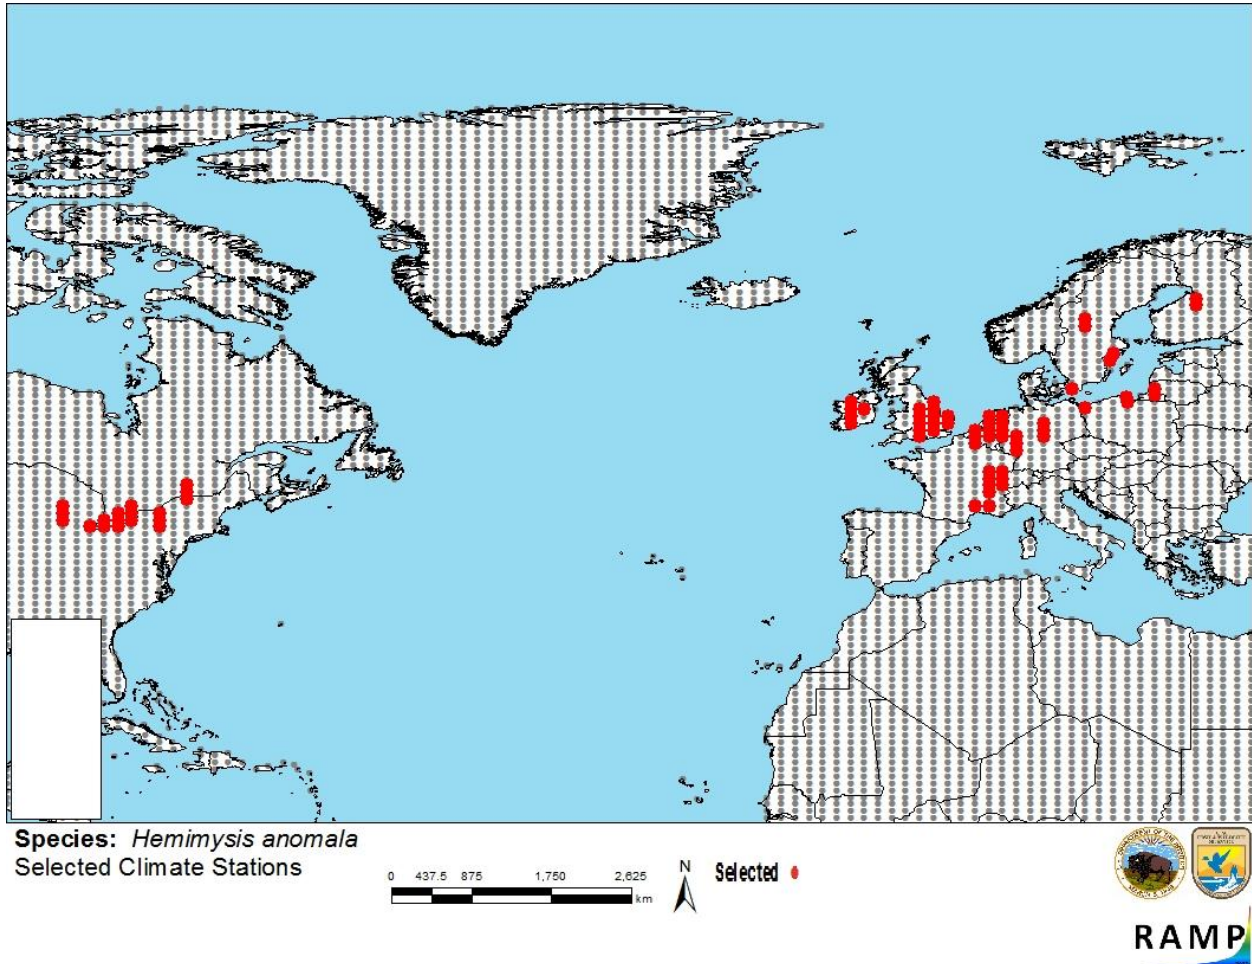 Species: Hemimysis anomala
Selected Climate Stations
0 437.5 875 1,750 2,625
km
N
Selected
RAMP